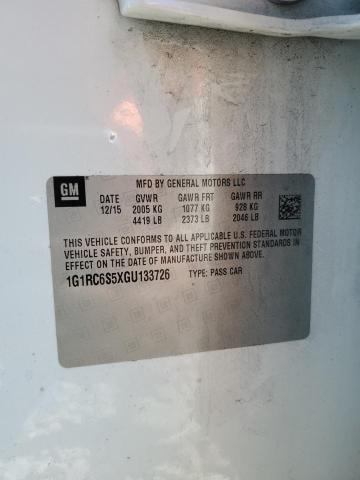 GM
MFD BY GENERAL MOTORS LLC
DATE GVWR GAWR FRT GAWR RR
12/15 2005 KG 1077 KG 928 KG
4419 LB 2373 LB 2046 LB
THIS VEHICLE CONFORMS TO ALL APPLICABLE U.S. FEDERAL MOTOR
VEHICLE SAFETY, BUMPER, AND THEFT PREVENTION STANDARDS
IN EFFECT ON THE DATE OF MANUFACTURE SHOWN ABOVE.
1G1RC6S5XGU133726 TYPE: PASS CAR